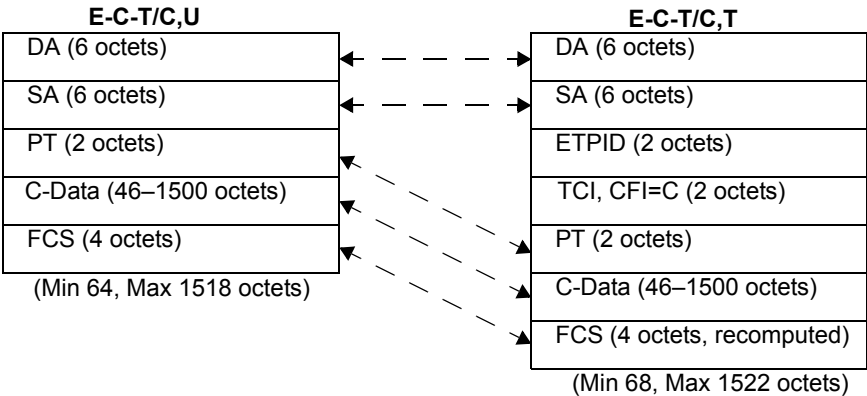 E-C-T/C,U
DA (6 octets)
SA (6 octets)
PT (2 octets)
C-Data (46–1500 octets)
FCS (4 octets)
(Min 64, Max 1518 octets)
E-C-T/C,T
DA (6 octets)
SA (6 octets)
ETPID (2 octets)
TCI, CFI=C (2 octets)
PT (2 octets)
C-Data (46–1500 octets)
FCS (4 octets, recomputed)
(Min 68, Max 1522 octets)